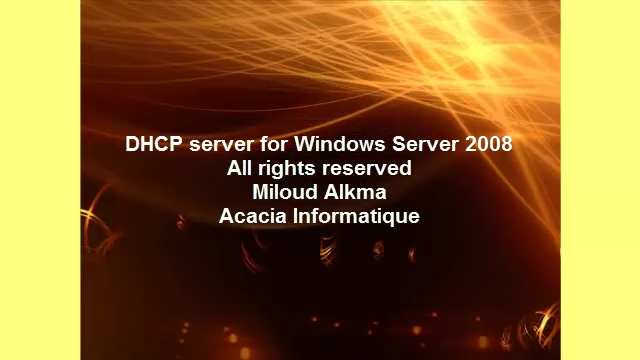 DHCP server for Windows Server 2008
All rights reserved
Miloud Alkma
Acacia Informatique